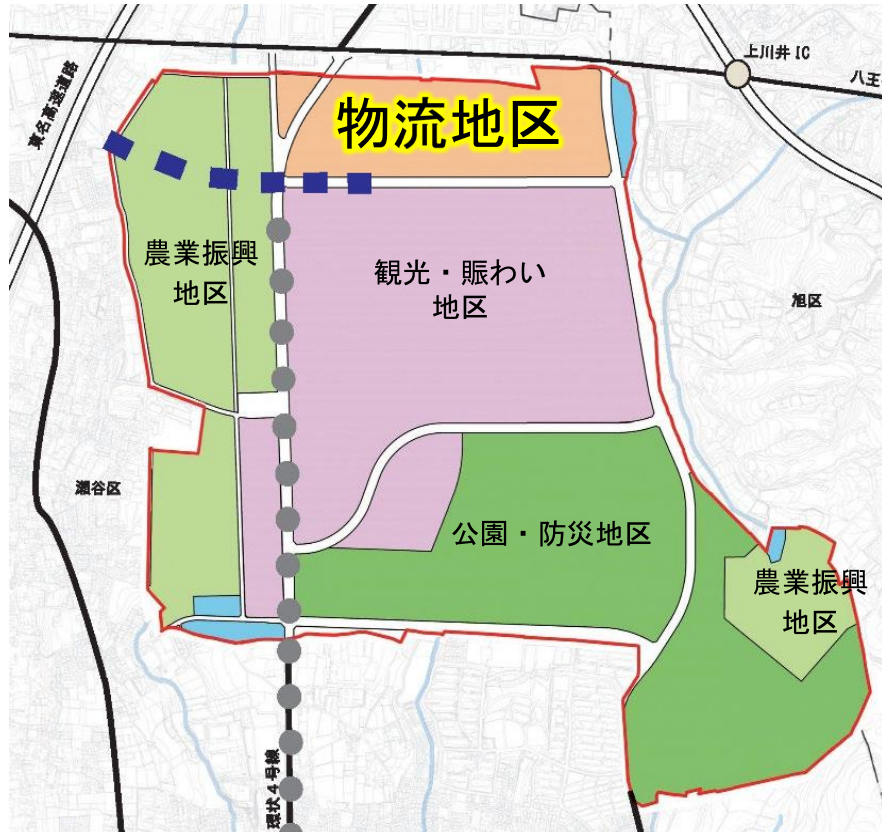 上川井IC
八王
東名高速道路
物流地区
農業振興
地区
観光・賑わい
地区
旭区
瀬谷区
公園・防災地区
農業振興
地区
環状4号線